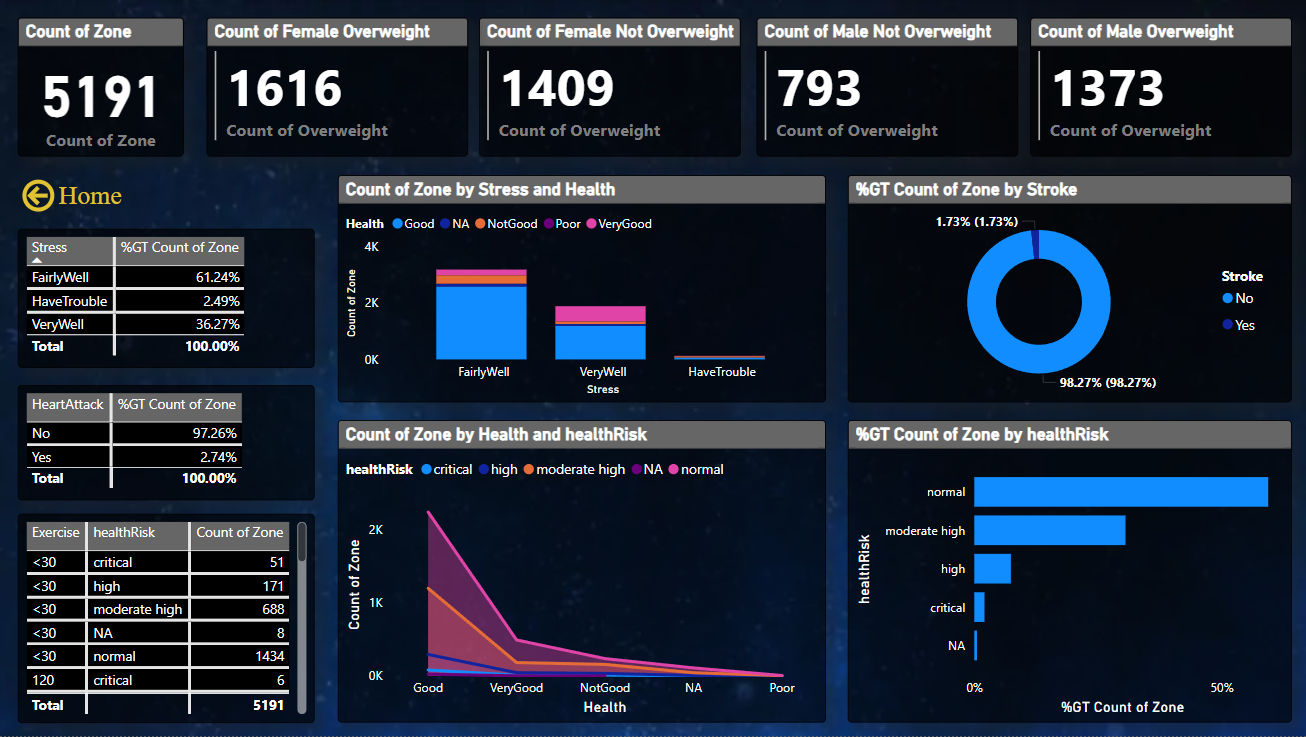 Count of Zone
5191
Count of Zone
Count of Female Overweight
1616
Count of Overweight
Count of Female Not Overweight
1409
Count of Overweight
Count of Male Not Overweight
793
Count of Overweight
Count of Male Overweight
1373
Count of Overweight
Home
Stress %GT Count of Zone
FairlyWell 61.24%
HaveTrouble 2.49%
VeryWell 36.27%
Total 100.00%
HeartAttack %GT Count of Zone
No 97.26%
Yes 2.74%
Total 100.00%
Exercise healthRisk Count of Zone
<30 critical 51
<30 high 171
<30 moderate high 688
<30 NA 8
<30 normal 1434
120 critical 6
Total 5191
Count of Zone by Stress and Health
Health Good NA NotGood Poor VeryGood
4K
2K
0K
Count of Zone
FairlyWell VeryWell HaveTrouble
Stress
%GT Count of Zone by Stroke
1.73% (1.73%)
98.27% (98.27%)
Stroke
No
Yes
Count of Zone by Health and healthRisk
healthRisk critical high moderate high NA normal
2K
1K
0K
Count of Zone
Good VeryGood NotGood NA Poor
Health
%GT Count of Zone by healthRisk
normal
moderate high
high
critical
NA
healthRisk
0% 50%
%GT Count of Zone